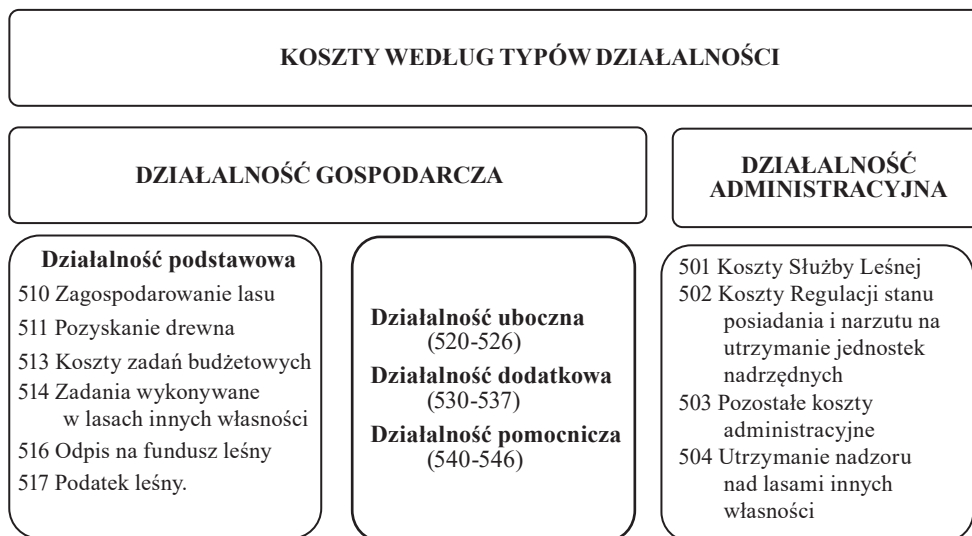 KOSZTY WEDŁUG TYPÓW DZIAŁALNOŚCI
DZIAŁALNOŚĆ GOSPODARCZA
DZIAŁALNOŚĆ
ADMINISTRACYJNA
Działalność podstawowa
510 Zagospodarowanie lasu
511 Pozyskanie drewna
513 Koszty zadań budżetowych
514 Zadania wykonywane
w lasach innych własności
516 Odpis na fundusz leśny
517 Podatek leśny.
Działalność uboczna
(520-526)
Działalność dodatkowa
(530-537)
Działalność pomocnicza
(540-546)
501 Koszty Służby Leśnej
502 Koszty Regulacji stanu
posiadania i narzutu na
utrzymanie jednostek
nadrzędnych
503 Pozostałe koszty
administracyjne
504 Utrzymanie nadzoru
nad lasami innych
własności